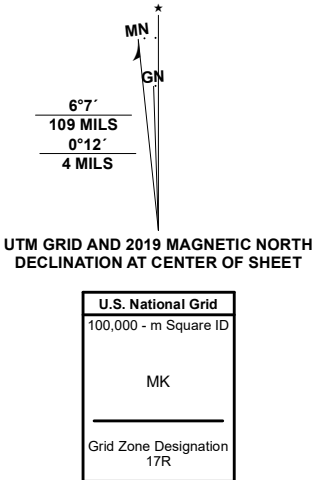 ★
MN
GN
6°7´
109 MILS
0°12´
4 MILS
UTM GRID AND 2019 MAGNETIC NORTH
DECLINATION AT CENTER OF SHEET
U.S. National Grid
100,000 - m Square ID
MK
Grid Zone Designation
17R